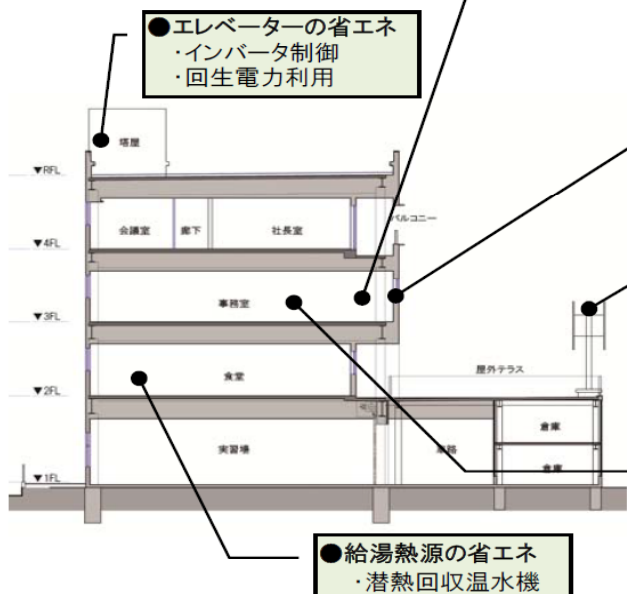 ●エレベーターの省エネ
・インバータ制御
・回生電力利用
塔屋
▼RFL
会議室 廊下 社長室 バルコニー
▼4FL
事務室
▼3FL
屋外テラス
食堂
▼2FL
倉庫
実習場 車路
倉庫
▼1FL
●給湯熱源の省エネ
・潜熱回収温水機